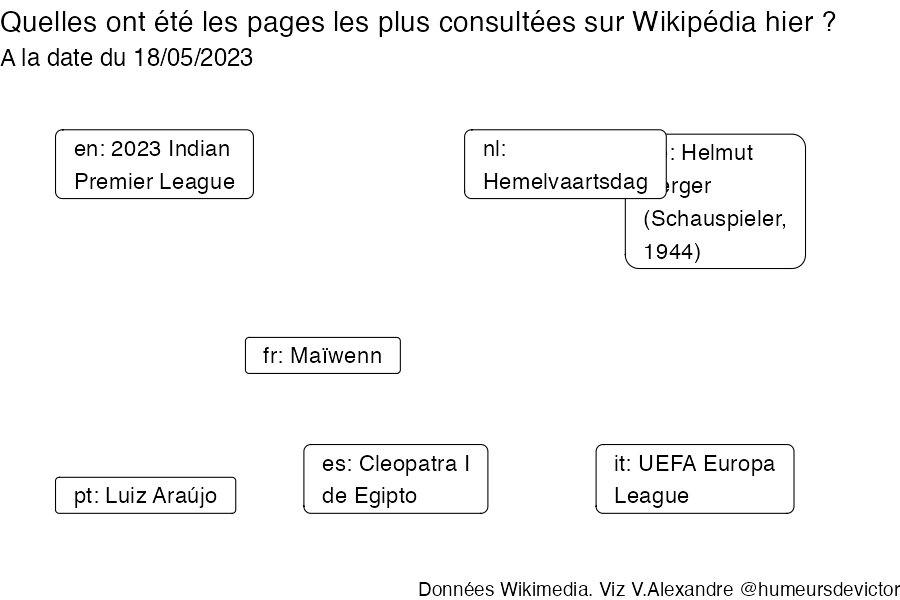 Quelles ont été les pages les plus consultées sur Wikipédia hier ?
A la date du 18/05/2023
en: 2023 Indian
Premier League
nl:
Hemelvaartsdag
: Helmut
erger
(Schauspieler,
1944)
fr: Maïwenn
es: Cleopatra I
de Egipto
it: UEFA Europa
League
pt: Luiz Araújo
Données Wikimedia. Viz V.Alexandre @humeursdevictor